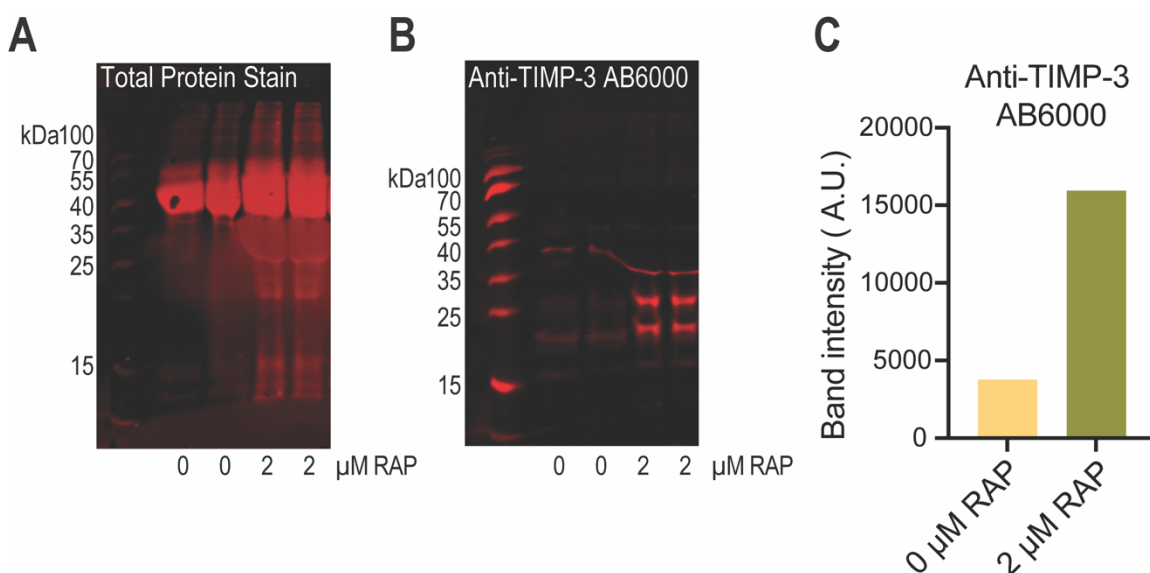 A
Total Protein Stain
kDa100
70
55
40
35
25
15
0 0 2 2 µM RAP
B
Anti-TIMP-3 AB6000
kDa100
70
55
40
35
25
15
0 0 2 2 µM RAP
C
Anti-TIMP-3
AB6000
Band intensity ( A.U.)
20000
15000
10000
5000
0
0 µM RAP
2 µM RAP